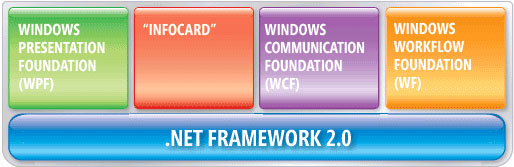 WINDOWS
PRESENTATION
FOUNDATION
(WPF)
“INFOCARD”
WINDOWS
COMMUNICATION
FOUNDATION
(WCF)
WINDOWS
WORKFLOW
FOUNDATION
(WF)
.NET FRAMEWORK 2.0